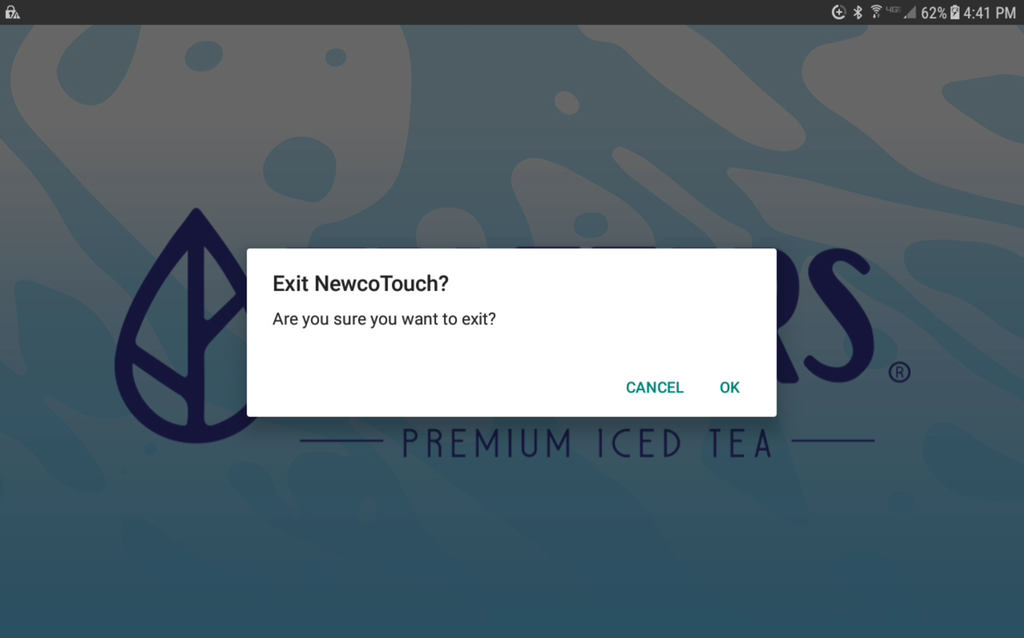 62% 4:41 PM
Exit NewcoTouch?
Are you sure you want to exit?
CANCEL OK
RS ®
PREMIUM ICED TEA